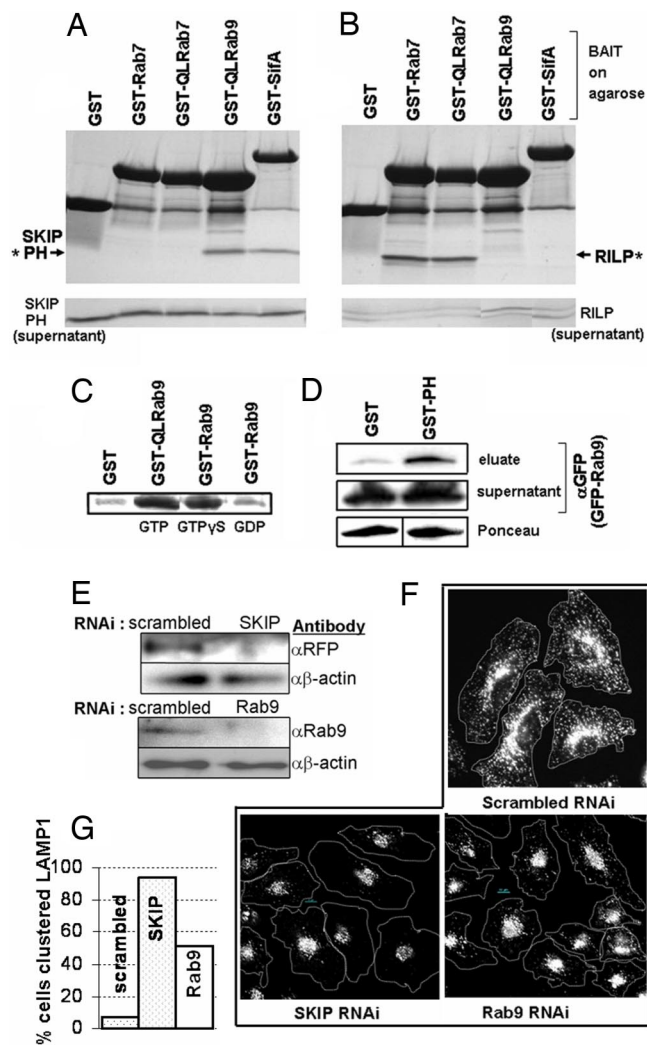 A
B
GST
GST-Rab7
GST-QLRab7
GST-QLRab9
GST-SifA
GST
GST-Rab7
GST-QLRab7
GST-QLRab9
GST-SifA
BAIT
on
agarose
SKIP
* PH→
← RILP*
SKIP
PH
(supernatant)
RILP
(supernatant)
C
D
GST
GST-QLRab9
GST-Rab9
GST-Rab9
GTP GTPγS GDP
GST
GST-PH
eluate
supernatant
Ponceau
αGFP
(GFP-Rab9)
E
F
RNAi : scrambled SKIP Antibody
αRFP
αβ-actin
RNAi : scrambled Rab9
αRab9
αβ-actin
Scrambled RNAi
G
% cells clustered LAMP1
100
80
60
40
20
0
scrambled
SKIP
Rab9
SKIP RNAi
Rab9 RNAi